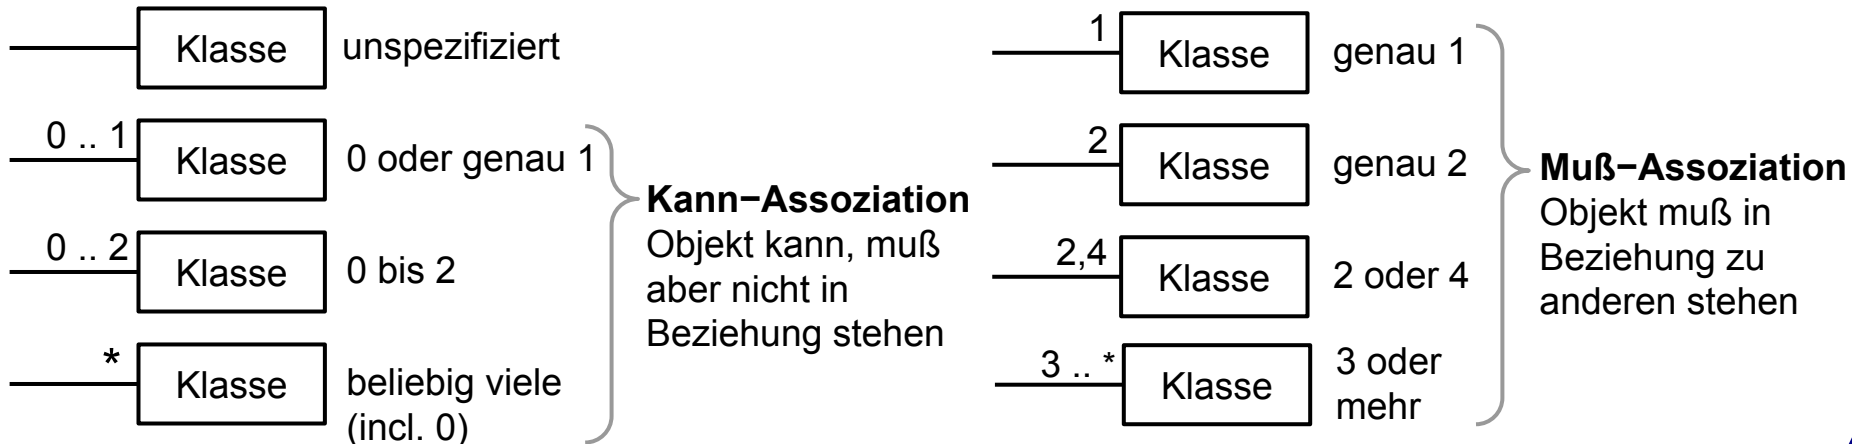 Klasse unspezifiziert
0 .. 1 Klasse 0 oder genau 1
0 .. 2 Klasse 0 bis 2
* Klasse beliebig viele
(incl. 0)
Kann−Assoziation
Objekt kann, muß
aber nicht in
Beziehung stehen
1 Klasse genau 1
2 Klasse genau 2
2,4 Klasse 2 oder 4
3 .. * Klasse 3 oder
mehr
Muß−Assoziation
Objekt muß in
Beziehung zu
anderen stehen